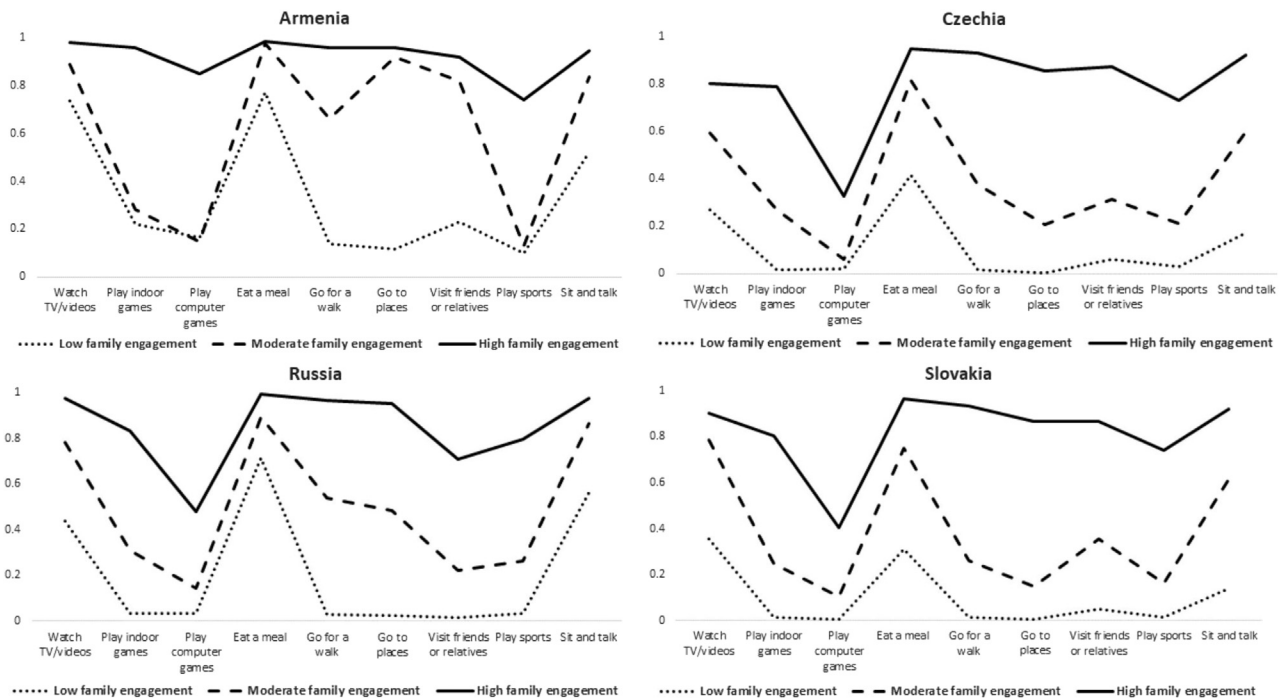 Armenia
1
0.8
0.6
0.4
0.2
0
Watch TV/videos
Play indoor games
Play computer games
Eat a meal
Go for a walk
Go to places
Visit friends or relatives
Play sports
Sit and talk
Low family engagement
Moderate family engagement
High family engagement
Czechia
1
0.8
0.6
0.4
0.2
0
Watch TV/videos
Play indoor games
Play computer games
Eat a meal
Go for a walk
Go to places
Visit friends or relatives
Play sports
Sit and talk
Low family engagement
Moderate family engagement
High family engagement
Russia
1
0.8
0.6
0.4
0.2
0
Watch TV/videos
Play indoor games
Play computer games
Eat a meal
Go for a walk
Go to places
Visit friends or relatives
Play sports
Sit and talk
Low family engagement
Moderate family engagement
High family engagement
Slovakia
1
0.8
0.6
0.4
0.2
0
Watch TV/videos
Play indoor games
Play computer games
Eat a meal
Go for a walk
Go to places
Visit friends or relatives
Play sports
Sit and talk
Low family engagement
Moderate family engagement
High family engagement